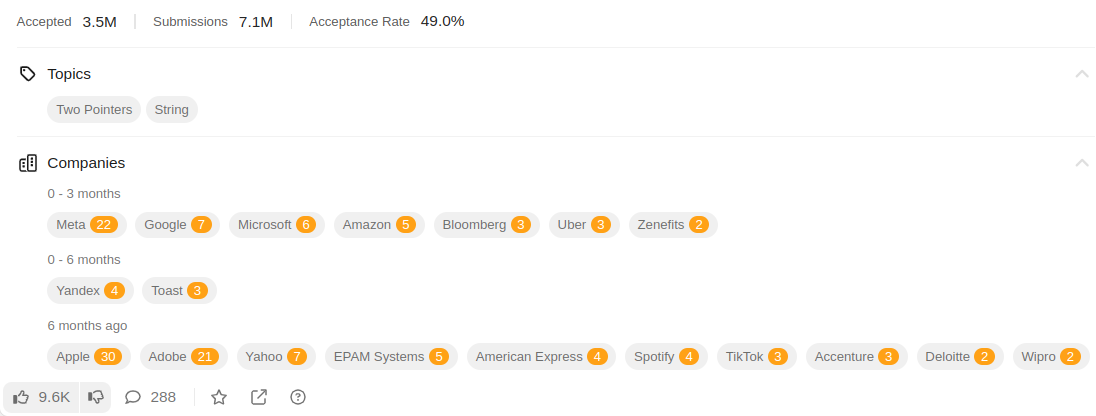 Accepted 3.5M Submissions 7.1M Acceptance Rate 49.0%
Topics
Two Pointers String
Companies
0 - 3 months
Meta 22 Google 7 Microsoft 6 Amazon 5 Bloomberg 3 Uber 3 Zenefits 2
0 - 6 months
Yandex 4 Toast 3
6 months ago
Apple 30 Adobe 21 Yahoo 7 EPAM Systems 5 American Express 4 Spotify 4 TikTok 3 Accenture 3 Deloitte 2 Wipro 2
9.6K 288